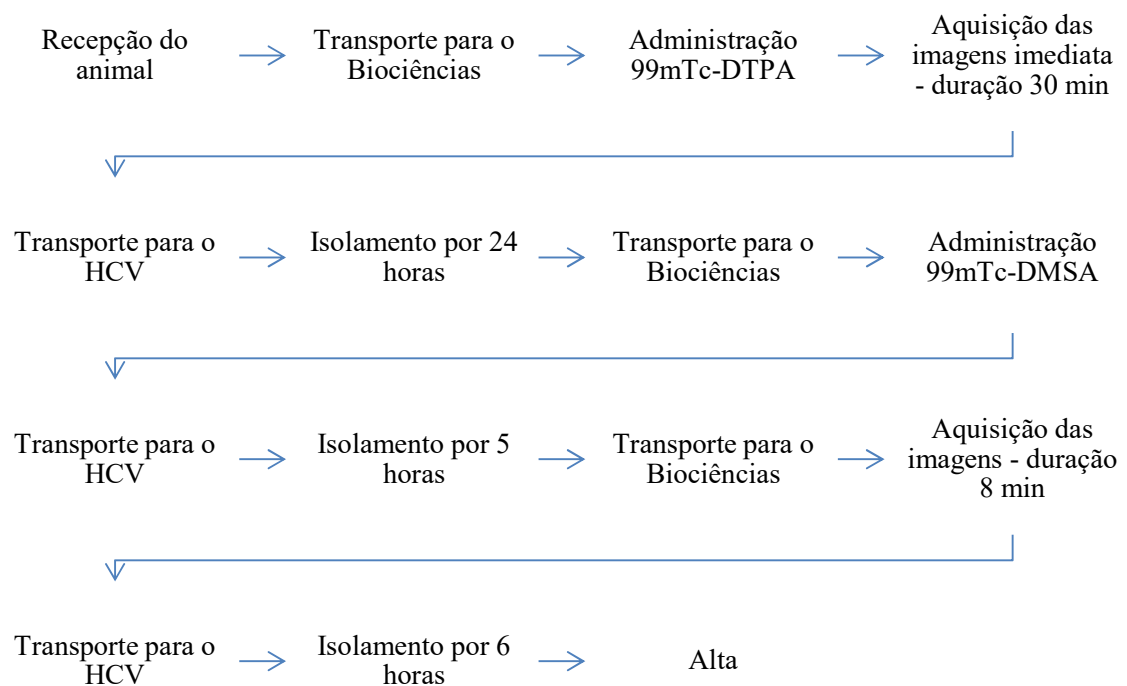 Recepção do
animal
Transporte para o
Biociências
Administração
99mTc-DTPA
Aquisição das
imagens imediata
- duração 30 min
Transporte para o
HCV
Isolamento por 24
horas
Transporte para o
Biociências
Administração
99mTc-DMSA
Transporte para o
HCV
Isolamento por 5
horas
Transporte para o
Biociências
Aquisição das
imagens - duração
8 min
Transporte para o
HCV
Isolamento por 6
horas
Alta